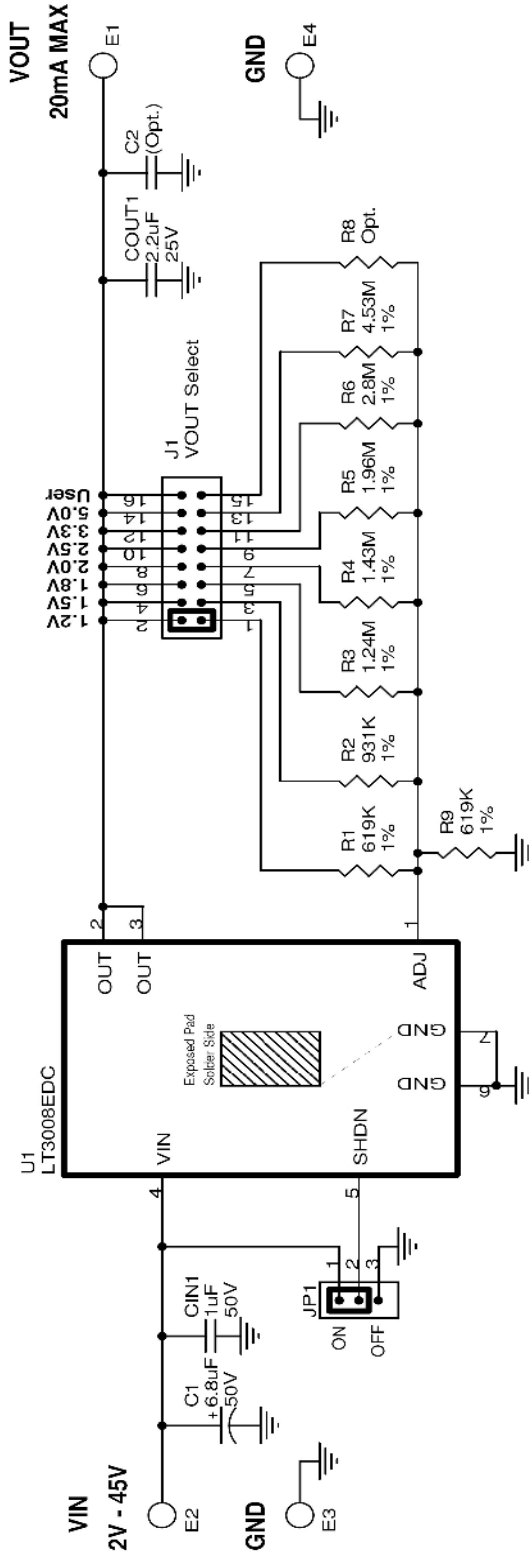 VIN
2V - 45V
E2
GND
E3
C1
+ 6.8uF
50V
CIN1
1uF
50V
JP1
ON
OFF
1
2
3
U1
LT3008EDC
4
VIN
5
SHDN
Exposed Pad
Solder Side
GND
GND
6
7
OUT
OUT
2
3
ADJ
1
R1
619K
1%
R2
931K
1%
R3
1.24M
1%
R4
1.43M
1%
R5
1.96M
1%
R6
2.8M
1%
R7
4.53M
1%
R8
Opt.
R9
619K
1%
1.2V
1.5V
1.8V
2.0V
2.5V
3.3V
5.0V
User
2
4
6
8
10
12
14
16
1
3
5
7
9
11
13
15
J1
VOUT Select
COUT1
2.2uF
25V
C2
(Opt.)
VOUT
20mA MAX
E1
GND
E4